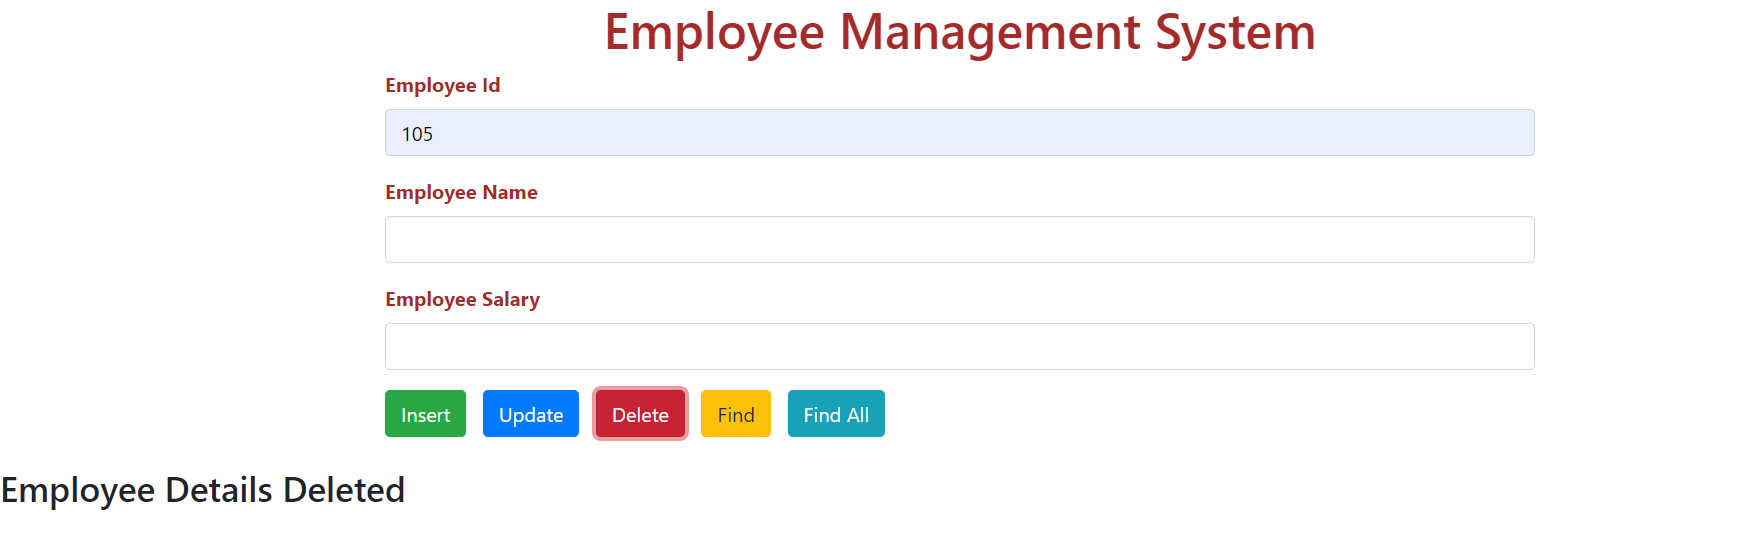 Employee Management System
Employee Id
105
Employee Name
Employee Salary
Insert Update Delete Find Find All
Employee Details Deleted